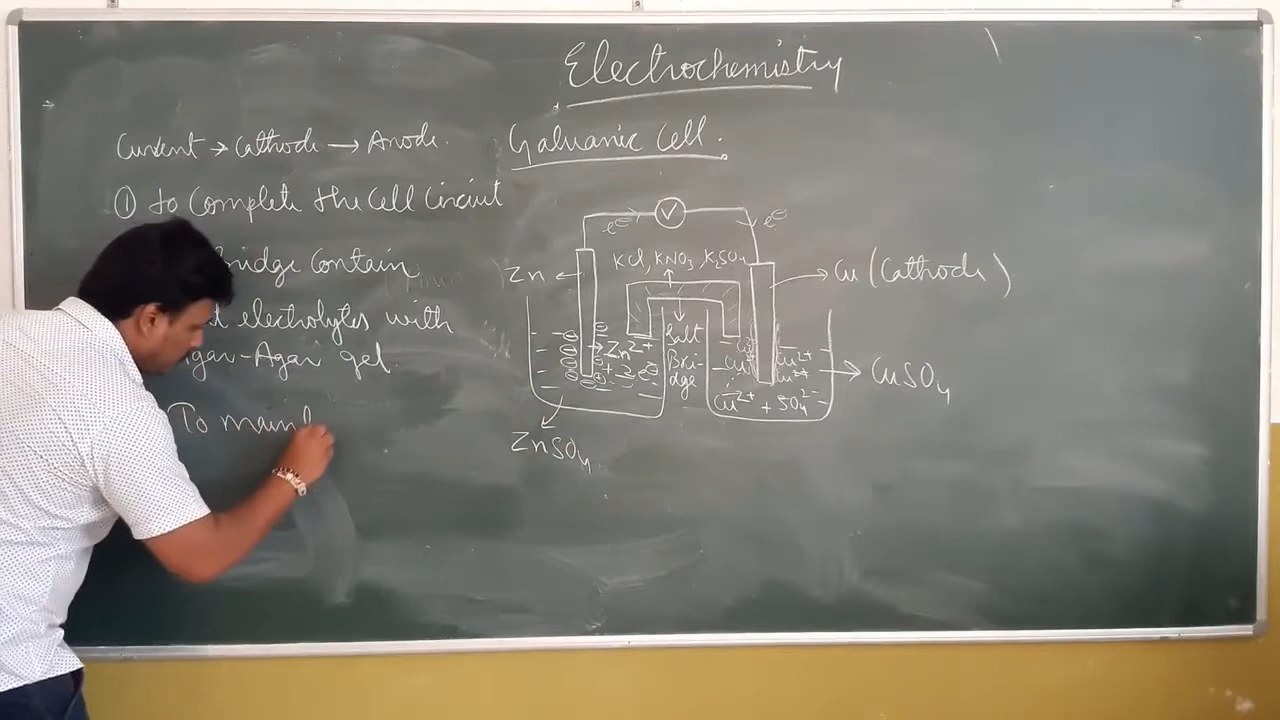 Electrochemistry
Current → Cathode → Anode.
Galvanic Cell.
① To Complete the Cell Circuit
Bridge Contain
electrolytes with
Agar-Agar gel.
To main
e⊖ V e⊖
KCl, KNO₃, K₂SO₄
Zn
Cu (Cathode)
Salt
Bri-
dge
Zn²⁺
+ 2e⊖
Cu²⁺
Cu²⁺
Cu²⁺ + SO₄²⁻
CuSO₄
ZnSO₄